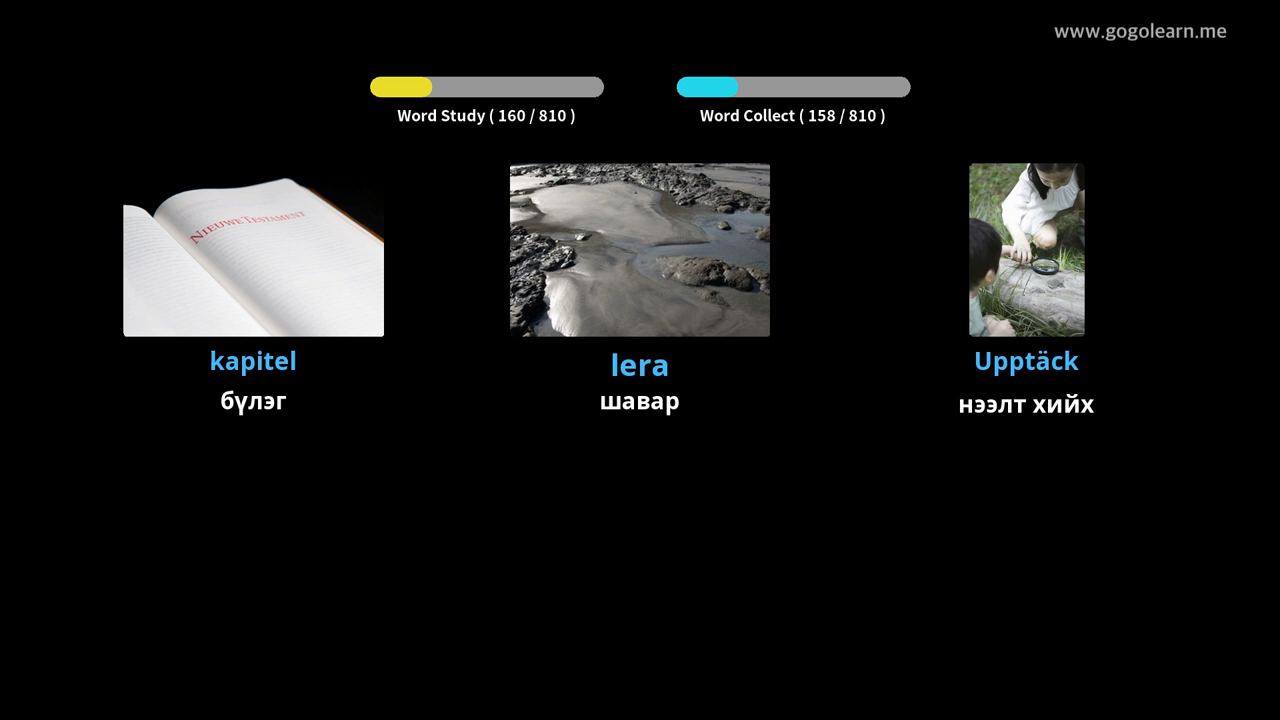 www.gogolearn.me
Word Study ( 160 / 810 )
Word Collect ( 158 / 810 )
NIEUWE TESTAMENT
kapitel
lera
Upptäck
бүлэг
шавар
нээлт хийх